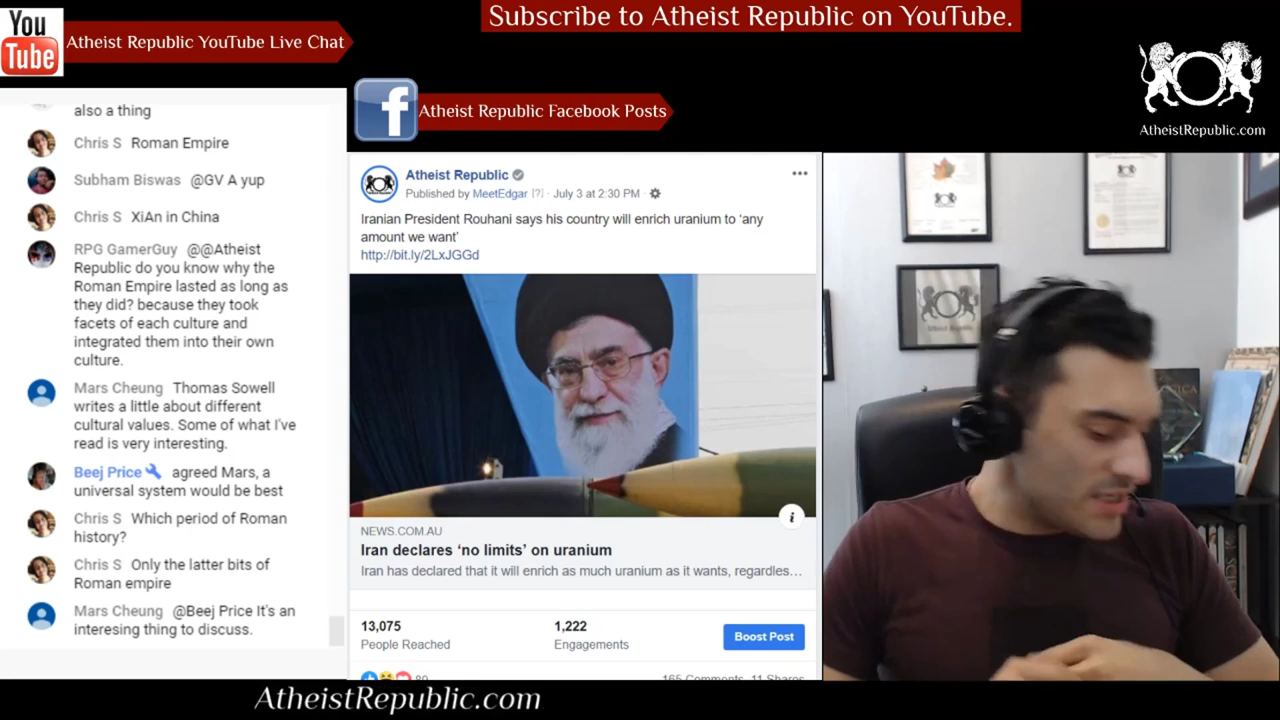 Subscribe to Atheist Republic on YouTube.
You
Tube
Atheist Republic YouTube Live Chat
AtheistRepublic.com
f
Atheist Republic Facebook Posts
also a thing
Chris S Roman Empire
Subham Biswas @GV A yup
Chris S XiAn in China
RPG GamerGuy @@Atheist
Republic do you know why the
Roman Empire lasted as long as
they did? because they took
facets of each culture and
integrated them into their own
culture.
Mars Cheung Thomas Sowell
writes a little about different
cultural values. Some of what I've
read is very interesting.
Beej Price agreed Mars, a
universal system would be best
Chris S Which period of Roman
history?
Chris S Only the latter bits of
Roman empire
Mars Cheung @Beej Price It's an
interesing thing to discuss.
Atheist Republic
Published by MeetEdgar [?] · July 3 at 2:30 PM ·
Iranian President Rouhani says his country will enrich uranium to ‘any
amount we want’
http://bit.ly/2LxJGGd
i
NEWS.COM.AU
Iran declares ‘no limits’ on uranium
Iran has declared that it will enrich as much uranium as it wants, regardles…
13,075
People Reached
1,222
Engagements
Boost Post
165 Comments 11 Shares
Atheist Republic
AtheistRepublic.com